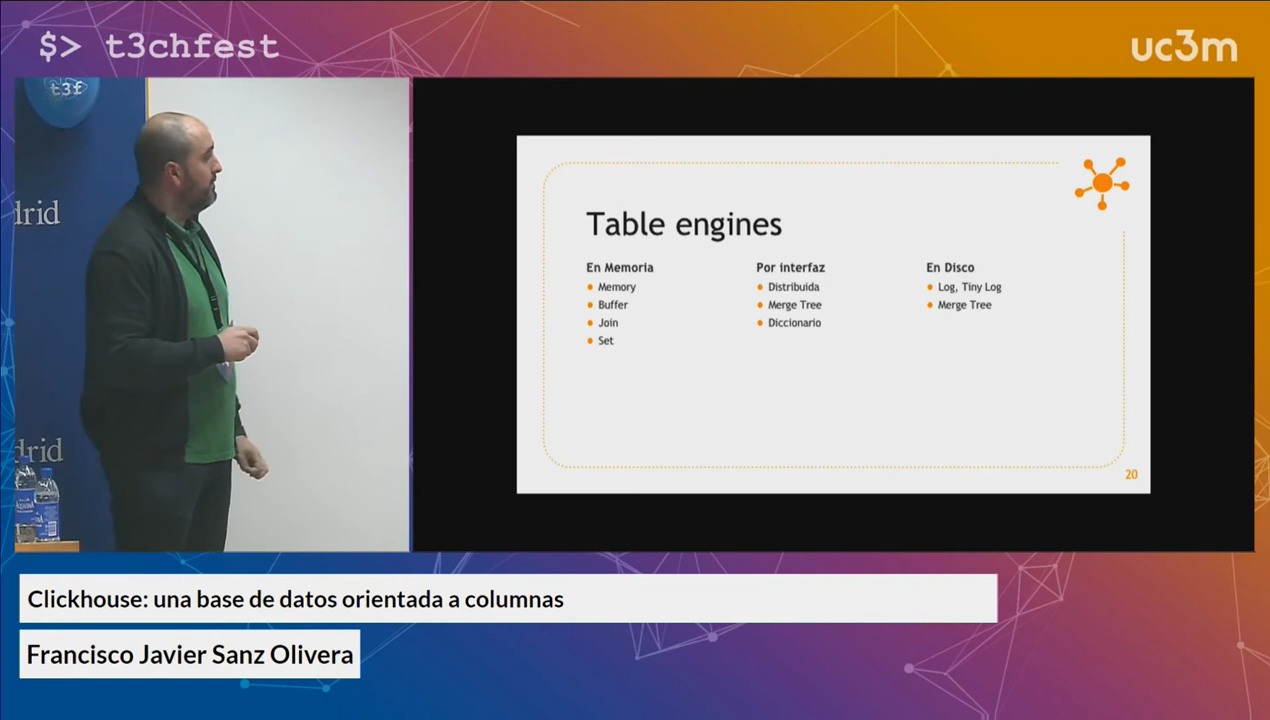 $> t3chfest
uc3m
t3f
drid
drid
Table engines
En Memoria
Memory
Buffer
Join
Set
Por interfaz
Distribuida
Merge Tree
Diccionario
En Disco
Log, Tiny Log
Merge Tree
20
Clickhouse: una base de datos orientada a columnas
Francisco Javier Sanz Olivera